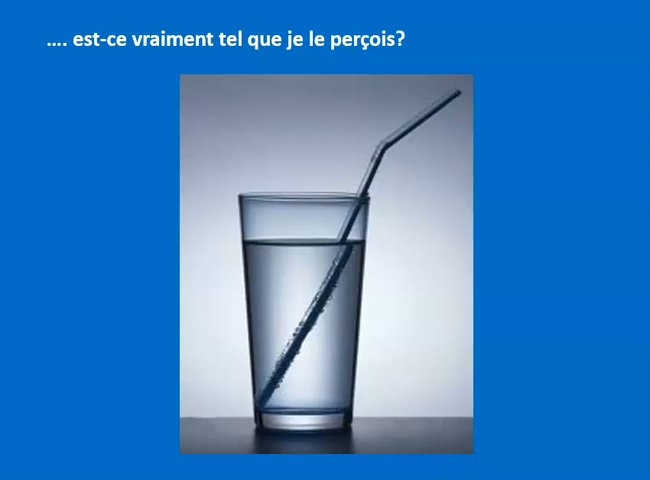 …. est-ce vraiment tel que je le perçois?